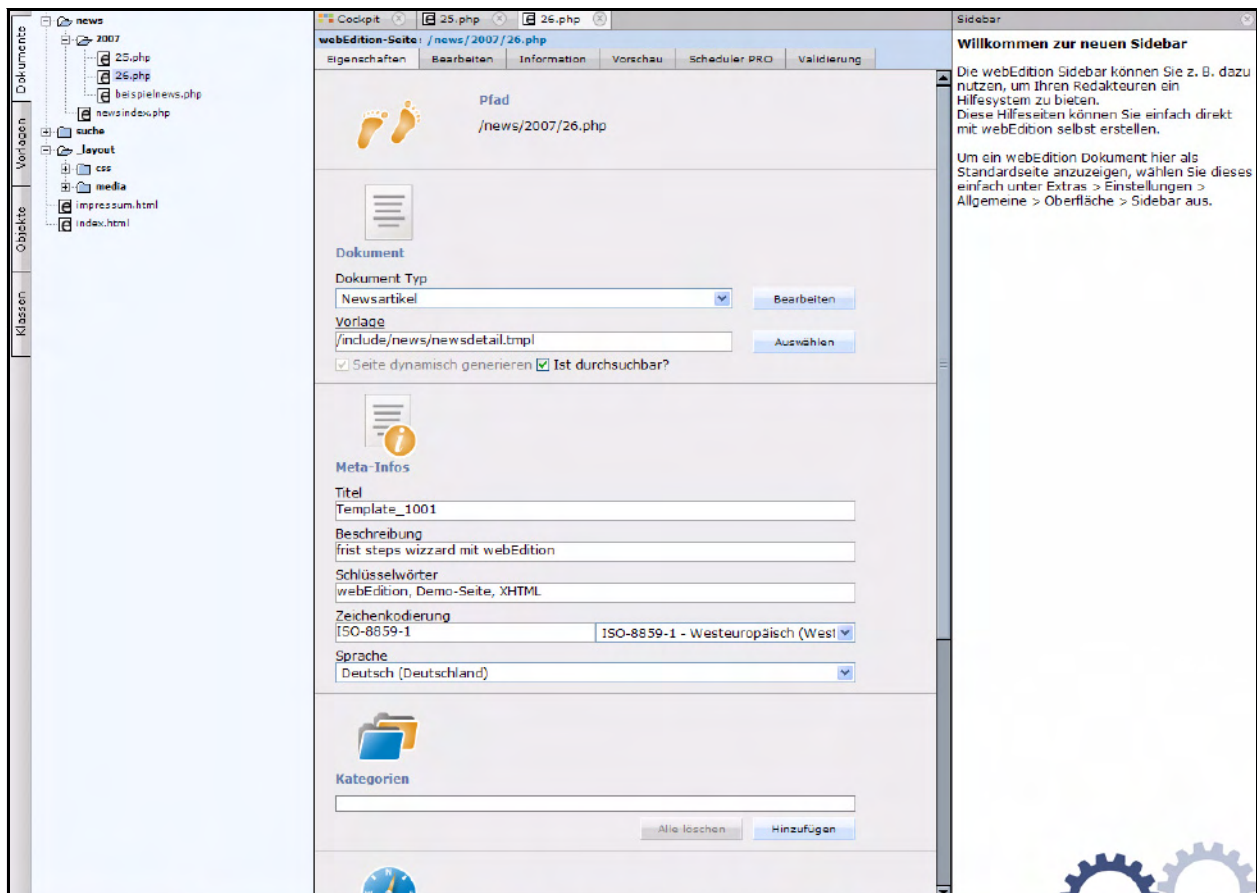 Dokumente
Vorlagen
Objekte
Klassen
news
2007
25.php
26.php
beispielnews.php
newsindex.php
suche
_layout
css
media
impressum.html
index.html
Cockpit
25.php
26.php
webEdition-Seite: /news/2007/26.php
Eigenschaften
Bearbeiten
Information
Vorschau
Scheduler PRO
Validierung
Pfad
/news/2007/26.php
Dokument
Dokument Typ
Newsartikel
Bearbeiten
Vorlage
/include/news/newsdetail.tmpl
Auswählen
Seite dynamisch generieren
Ist durchsuchbar?
Meta-Infos
Titel
Template_1001
Beschreibung
frist steps wizzard mit webEdition
Schlüsselwörter
webEdition, Demo-Seite, XHTML
Zeichenkodierung
ISO-8859-1
ISO-8859-1 - Westeuropäisch (West
Sprache
Deutsch (Deutschland)
Kategorien
Alle löschen
Hinzufügen
Sidebar
Willkommen zur neuen Sidebar
Die webEdition Sidebar können Sie z. B. dazu
nutzen, um Ihren Redakteuren ein
Hilfesystem zu bieten.
Diese Hilfeseiten können Sie einfach direkt
mit webEdition selbst erstellen.
Um ein webEdition Dokument hier als
Standardseite anzuzeigen, wählen Sie dieses
einfach unter Extras > Einstellungen >
Allgemeine > Oberfläche > Sidebar aus.